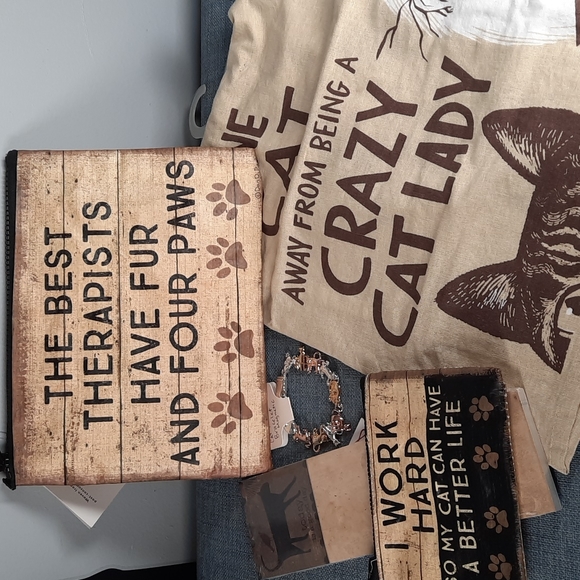 THE BEST
THERAPISTS
HAVE FUR
AND FOUR PAWS
NE
CAT
AWAY FROM BEING A
CRAZY
CAT LADY
I WORK
HARD
SO MY CAT CAN HAVE
A BETTER LIFE